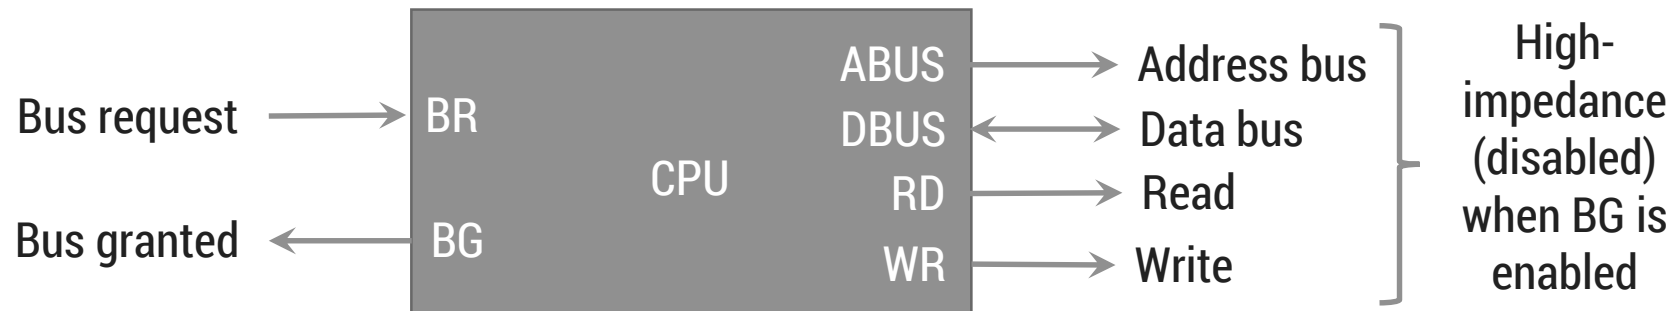 Bus request
BR
Bus granted
BG
CPU
ABUS
Address bus
DBUS
Data bus
RD
Read
WR
Write
High-
impedance
(disabled)
when BG is
enabled